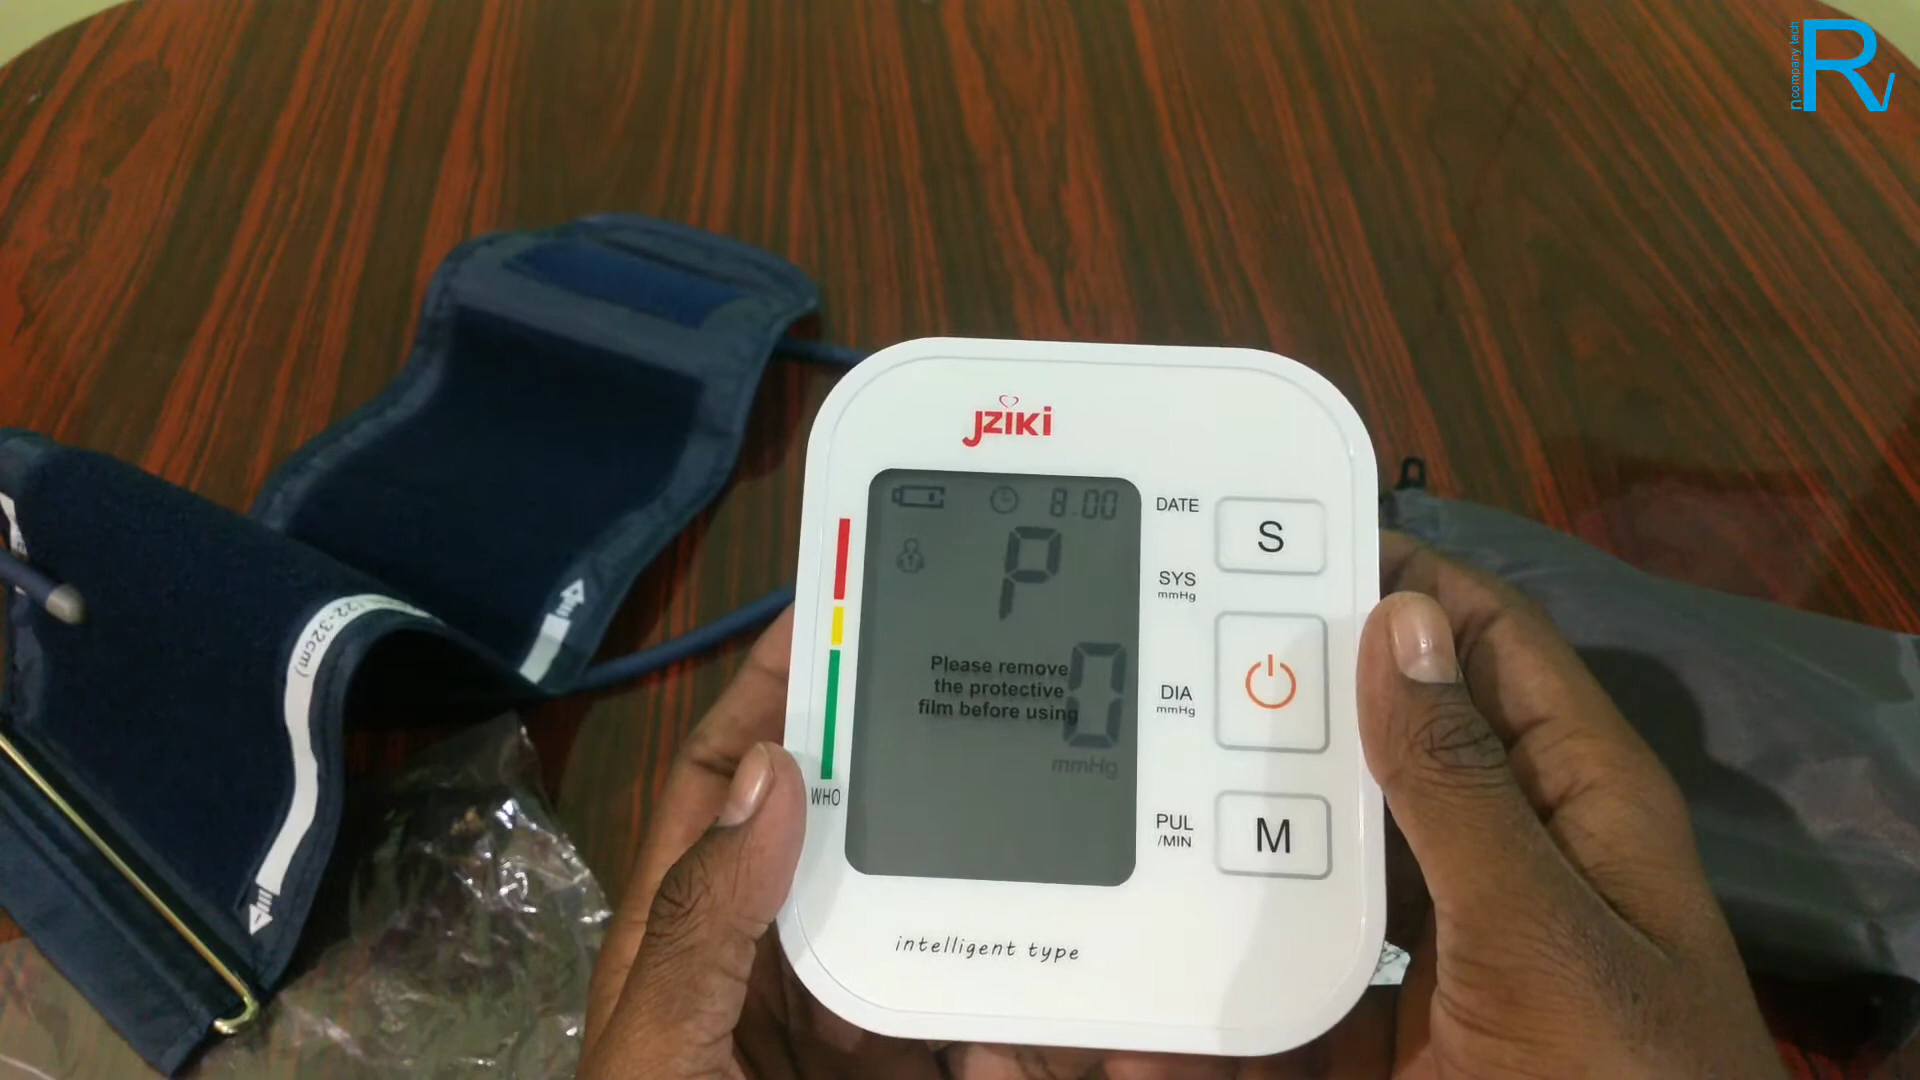 n company tech
R
JZIKI
8.00
P
0
mmHg
Please remove
the protective
film before using
DATE
S
SYS
mmHg
DIA
mmHg
PUL
/MIN
M
WHO
intelligent type
(22-32cm)